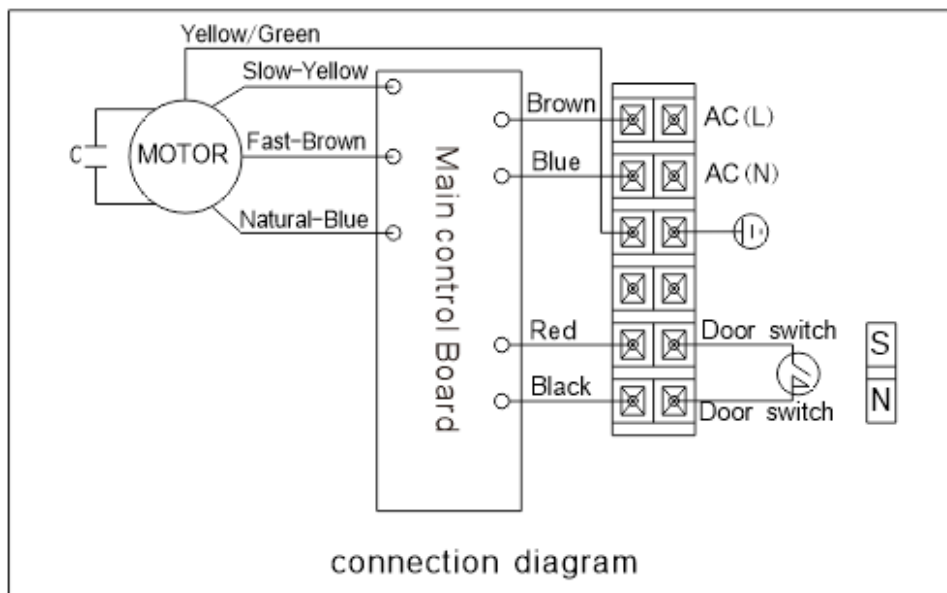 Yellow/Green
Slow-Yellow
Fast-Brown
Natural-Blue
C
MOTOR
Main control Board
Brown
Blue
Red
Black
AC(L)
AC(N)
Door switch
Door switch
S
N
connection diagram